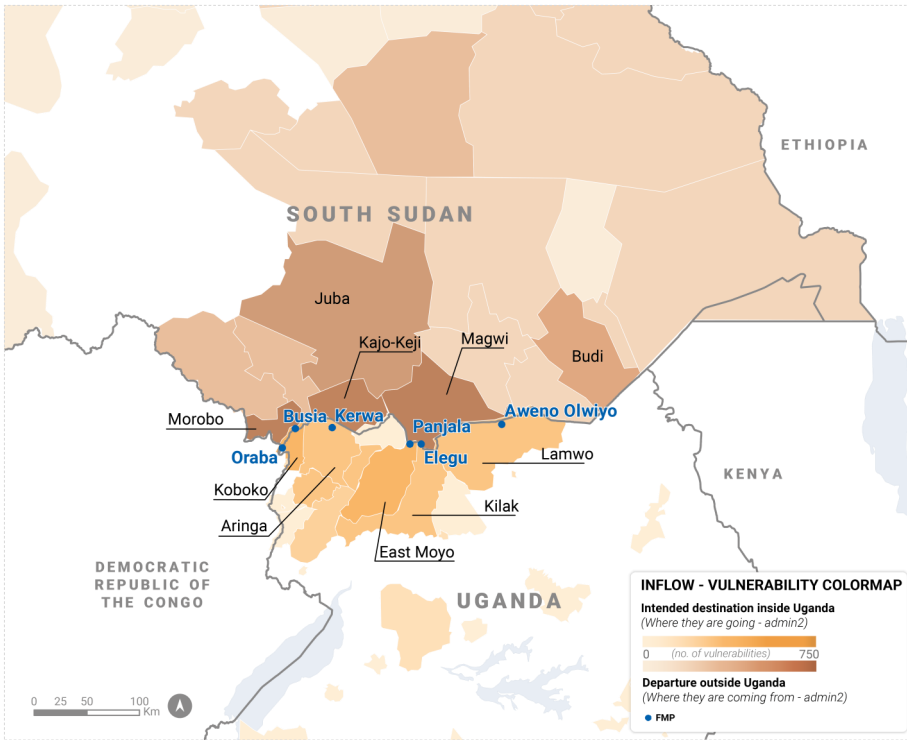 ETHIOPIA
SOUTH SUDAN
Juba
Kajo-Keji
Magwi
Budi
Morobo
Busia
Kerwa
Panjala
Aweno Olwiyo
Oraba
Elegu
Lamwo
KENYA
Koboko
Kilak
Aringa
East Moyo
DEMOCRATIC
REPUBLIC OF
THE CONGO
UGANDA
INFLOW - VULNERABILITY COLORMAP
Intended destination inside Uganda
(Where they are going - admin2)
0 (no. of vulnerabilities) 750
Departure outside Uganda
(Where they are coming from - admin2)
FMP
0 25 50 100
Km